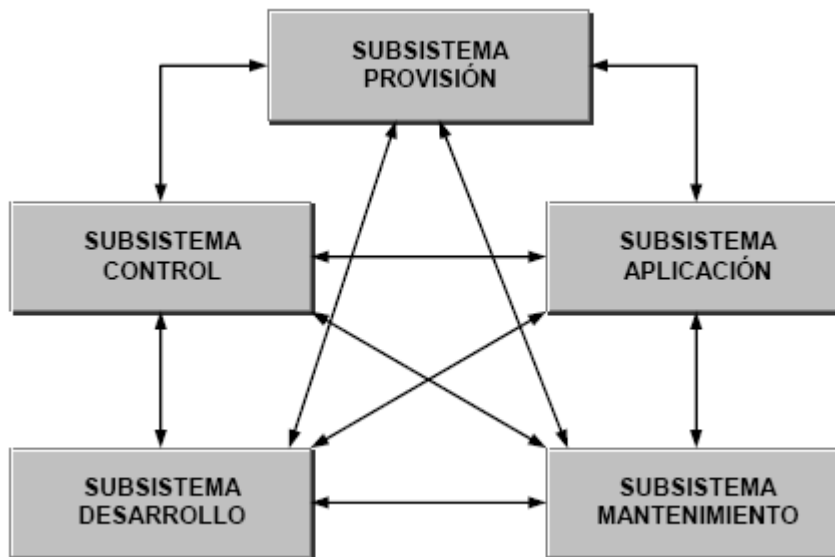 SUBSISTEMA
PROVISIÓN
SUBSISTEMA
CONTROL
SUBSISTEMA
APLICACIÓN
SUBSISTEMA
DESARROLLO
SUBSISTEMA
MANTENIMIENTO